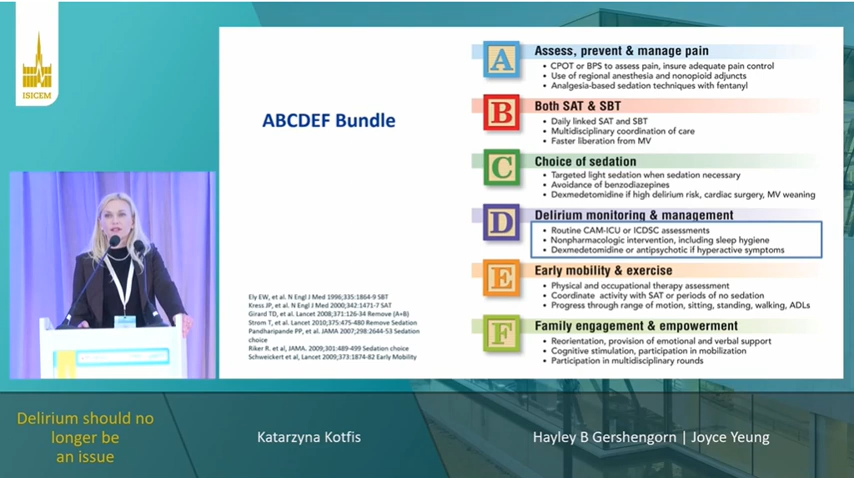 ISICEM
ABCDEF Bundle
Ely EW, et al. N Engl J Med 1996;335:1864-9 SBT
Kress JP, et al. N Engl J Med 2000;342:1471-7 SAT
Girard TD, et al. Lancet 2008;371:126-34 Remove (A+B)
Strom T, et al. Lancet 2010;375:475-480 Remove Sedation
Pandharipande PP, et al. JAMA 2007;298:2644-53 Sedation
choice
Riker R. et al, JAMA. 2009;301:489-499 Sedation choice
Schweickert et al, Lancet 2009;373:1874-82 Early Mobility
A
Assess, prevent & manage pain
• CPOT or BPS to assess pain, insure adequate pain control
• Use of regional anesthesia and nonopioid adjuncts
• Analgesia-based sedation techniques with fentanyl
B
Both SAT & SBT
• Daily linked SAT and SBT
• Multidisciplinary coordination of care
• Faster liberation from MV
C
Choice of sedation
• Targeted light sedation when sedation necessary
• Avoidance of benzodiazepines
• Dexmedetomidine if high delirium risk, cardiac surgery, MV weaning
D
Delirium monitoring & management
• Routine CAM-ICU or ICDSC assessments
• Nonpharmacologic intervention, including sleep hygiene
• Dexmedetomidine or antipsychotic if hyperactive symptoms
E
Early mobility & exercise
• Physical and occupational therapy assessment
• Coordinate activity with SAT or periods of no sedation
• Progress through range of motion, sitting, standing, walking, ADLs
F
Family engagement & empowerment
• Reorientation, provision of emotional and verbal support
• Cognitive stimulation, participation in mobilization
• Participation in multidisciplinary rounds
Delirium should no
longer be
an issue
Katarzyna Kotfis
Hayley B Gershengorn | Joyce Yeung